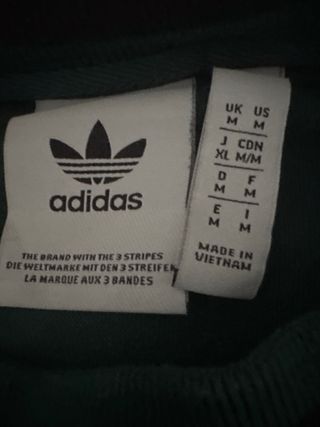 adidas
THE BRAND WITH THE 3 STRIPES
DIE WELTMARKE MIT DEN 3 STREIFEN
LA MARQUE AUX 3 BANDES
UK US
M M
J CDN
XL M/M
D F
M M
E I
M M
MADE IN
VIETNAM